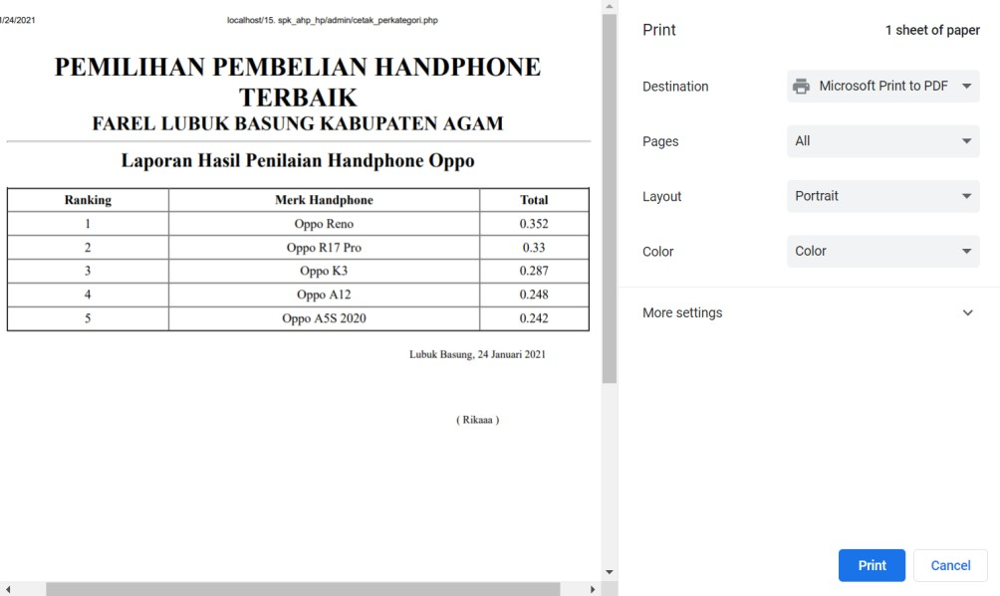 1/24/2021 localhost/15. spk_ahp_hp/admin/cetak_perkategori.php
PEMILIHAN PEMBELIAN HANDPHONE
TERBAIK
FAREL LUBUK BASUNG KABUPATEN AGAM
Laporan Hasil Penilaian Handphone Oppo
Ranking Merk Handphone Total
1 Oppo Reno 0.352
2 Oppo R17 Pro 0.33
3 Oppo K3 0.287
4 Oppo A12 0.248
5 Oppo A5S 2020 0.242
Lubuk Basung, 24 Januari 2021
( Rikaaa )
Print 1 sheet of paper
Destination Microsoft Print to PDF
Pages All
Layout Portrait
Color Color
More settings
Print Cancel